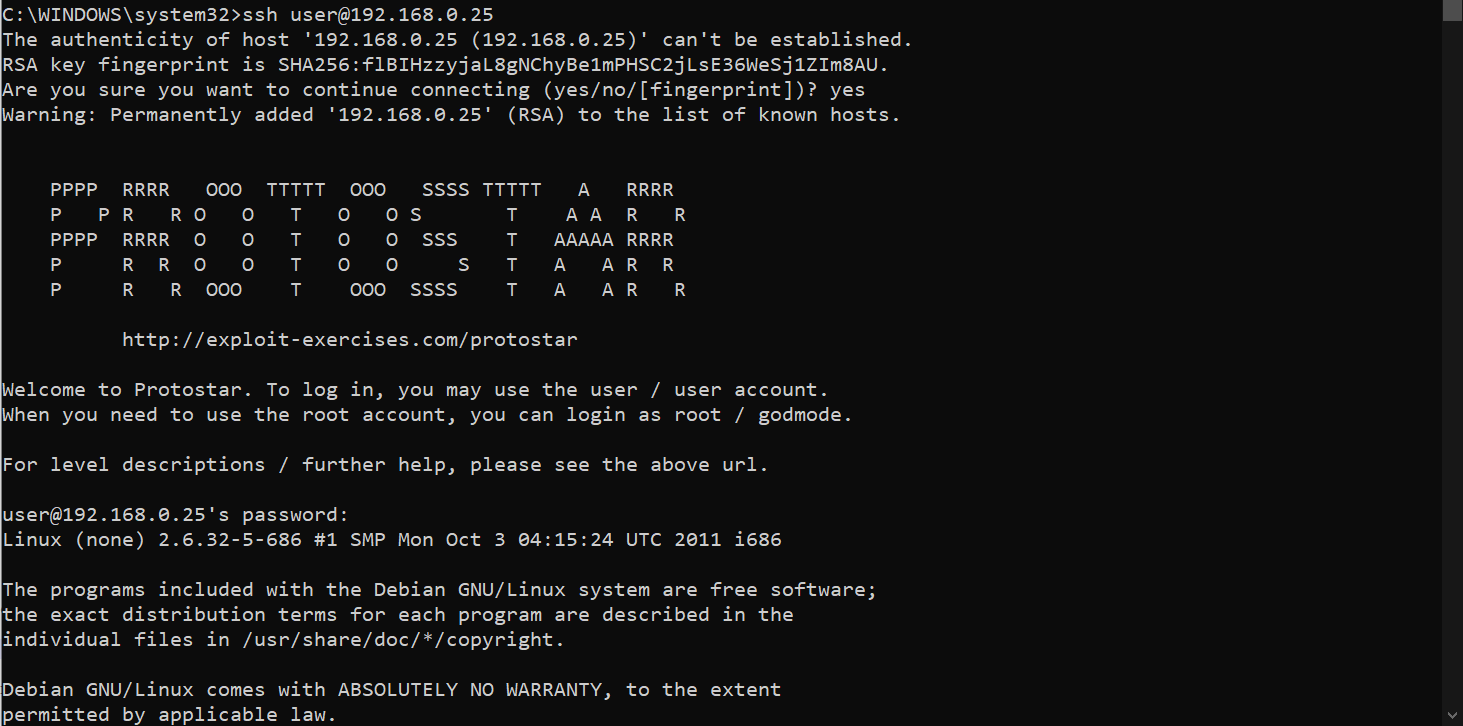 C:\WINDOWS\system32>ssh user@192.168.0.25
The authenticity of host '192.168.0.25 (192.168.0.25)' can't be established.
RSA key fingerprint is SHA256:flBIHzzyjaL8gNChyBe1mPHSC2jLsE36WeSj1ZIm8AU.
Are you sure you want to continue connecting (yes/no/[fingerprint])? yes
Warning: Permanently added '192.168.0.25' (RSA) to the list of known hosts.
    PPPP  RRRR   OOO  TTTTT  OOO   SSSS TTTTT   A   RRRR
    P   P R   R O   O   T   O   O S       T    A A  R   R
    PPPP  RRRR  O   O   T   O   O  SSS    T   AAAAA RRRR
    P     R  R  O   O   T   O   O     S   T   A   A R  R
    P     R   R  OOO    T    OOO  SSSS    T   A   A R   R
          http://exploit-exercises.com/protostar
Welcome to Protostar. To log in, you may use the user / user account.
When you need to use the root account, you can login as root / godmode.
For level descriptions / further help, please see the above url.
user@192.168.0.25's password:
Linux (none) 2.6.32-5-686 #1 SMP Mon Oct 3 04:15:24 UTC 2011 i686
The programs included with the Debian GNU/Linux system are free software;
the exact distribution terms for each program are described in the
individual files in /usr/share/doc/*/copyright.
Debian GNU/Linux comes with ABSOLUTELY NO WARRANTY, to the extent
permitted by applicable law.